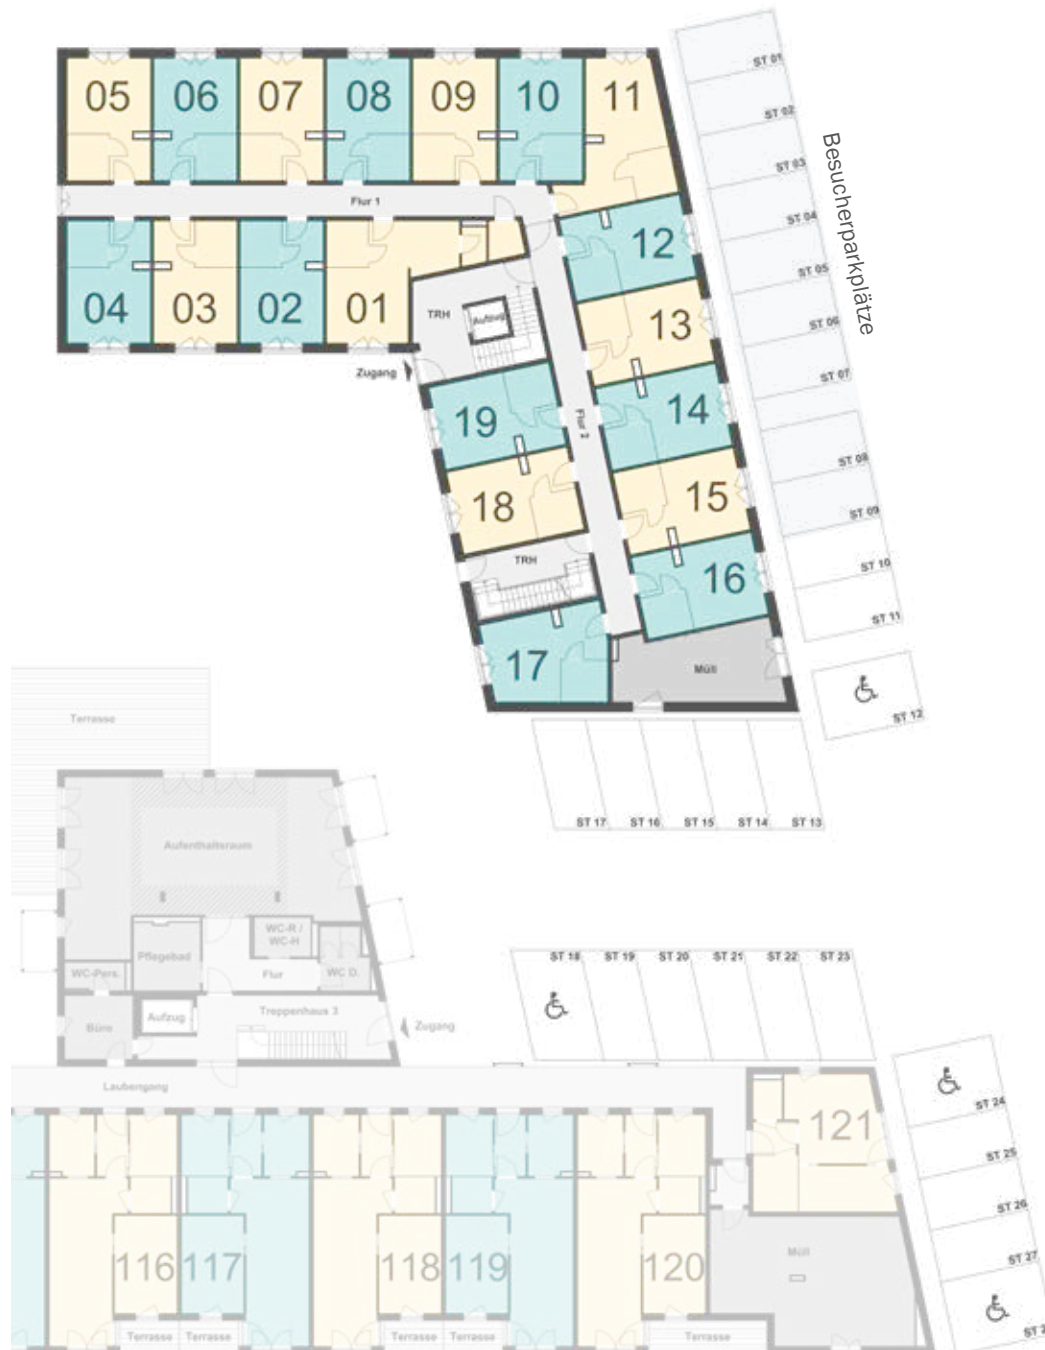 05
06
07
08
09
10
11
ST 01
ST 02
ST 03
ST 04
ST 05
ST 06
ST 07
ST 08
ST 09
ST 10
ST 11
ST 12
Besucherparkplätze
Flur 1
04
03
02
01
TRH
Aufzug
Zugang
12
13
14
15
16
Flur 2
19
18
TRH
17
Müll
ST 17
ST 16
ST 15
ST 14
ST 13
Terrasse
Aufenthaltsraum
WC-R /
WC-H
Pflegebad
WC-Pers.
Flur
WC D.
Büro
Aufzug
Treppenhaus 3
Zugang
ST 18
ST 19
ST 20
ST 21
ST 22
ST 23
Laubengang
121
ST 24
ST 25
ST 26
ST 27
116
117
118
119
120
Müll
Terrasse
Terrasse
Terrasse
Terrasse
Terrasse